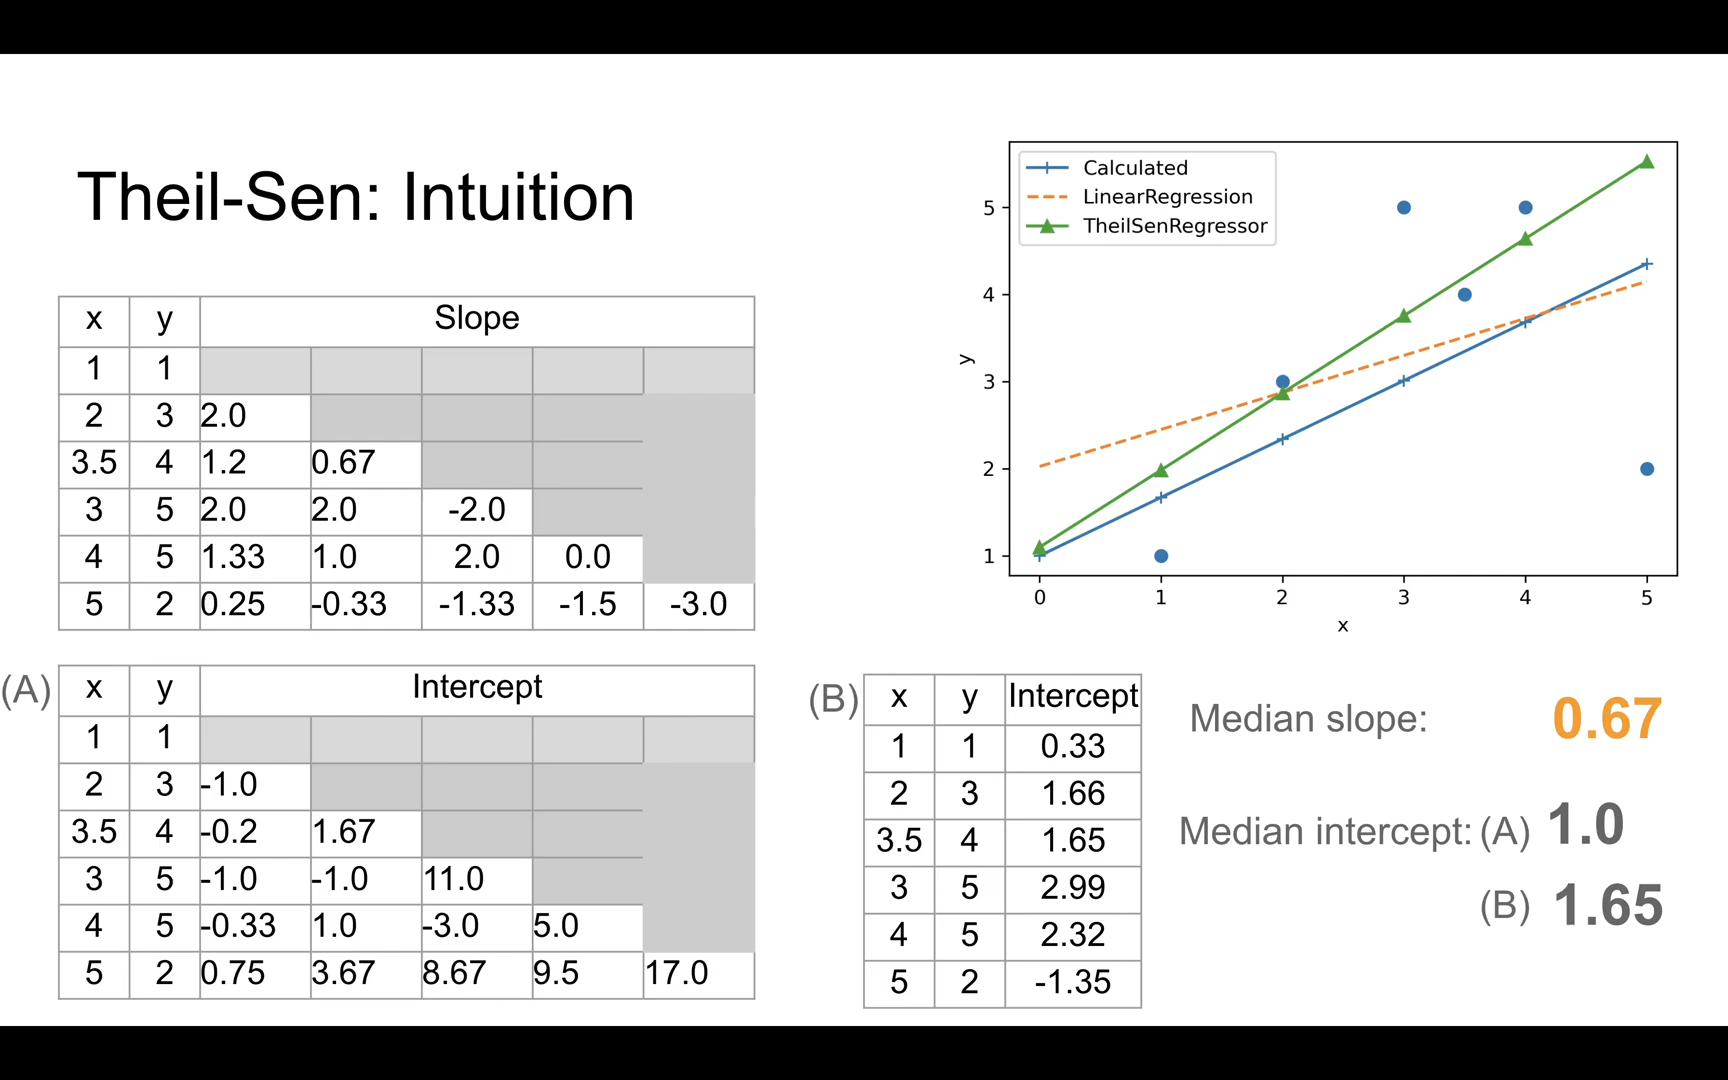 Theil-Sen: Intuition
x y Slope
1 1
2 3 2.0
3.5 4 1.2 0.67
3 5 2.0 2.0 -2.0
4 5 1.33 1.0 2.0 0.0
5 2 0.25 -0.33 -1.33 -1.5 -3.0
Calculated
LinearRegression
TheilSenRegressor
5
4
3
2
1
y
0 1 2 3 4 5
x
(A)
x y Intercept
1 1
2 3 -1.0
3.5 4 -0.2 1.67
3 5 -1.0 -1.0 11.0
4 5 -0.33 1.0 -3.0 5.0
5 2 0.75 3.67 8.67 9.5 17.0
(B)
x y Intercept
1 1 0.33
2 3 1.66
3.5 4 1.65
3 5 2.99
4 5 2.32
5 2 -1.35
Median slope: 0.67
Median intercept: (A) 1.0
(B) 1.65